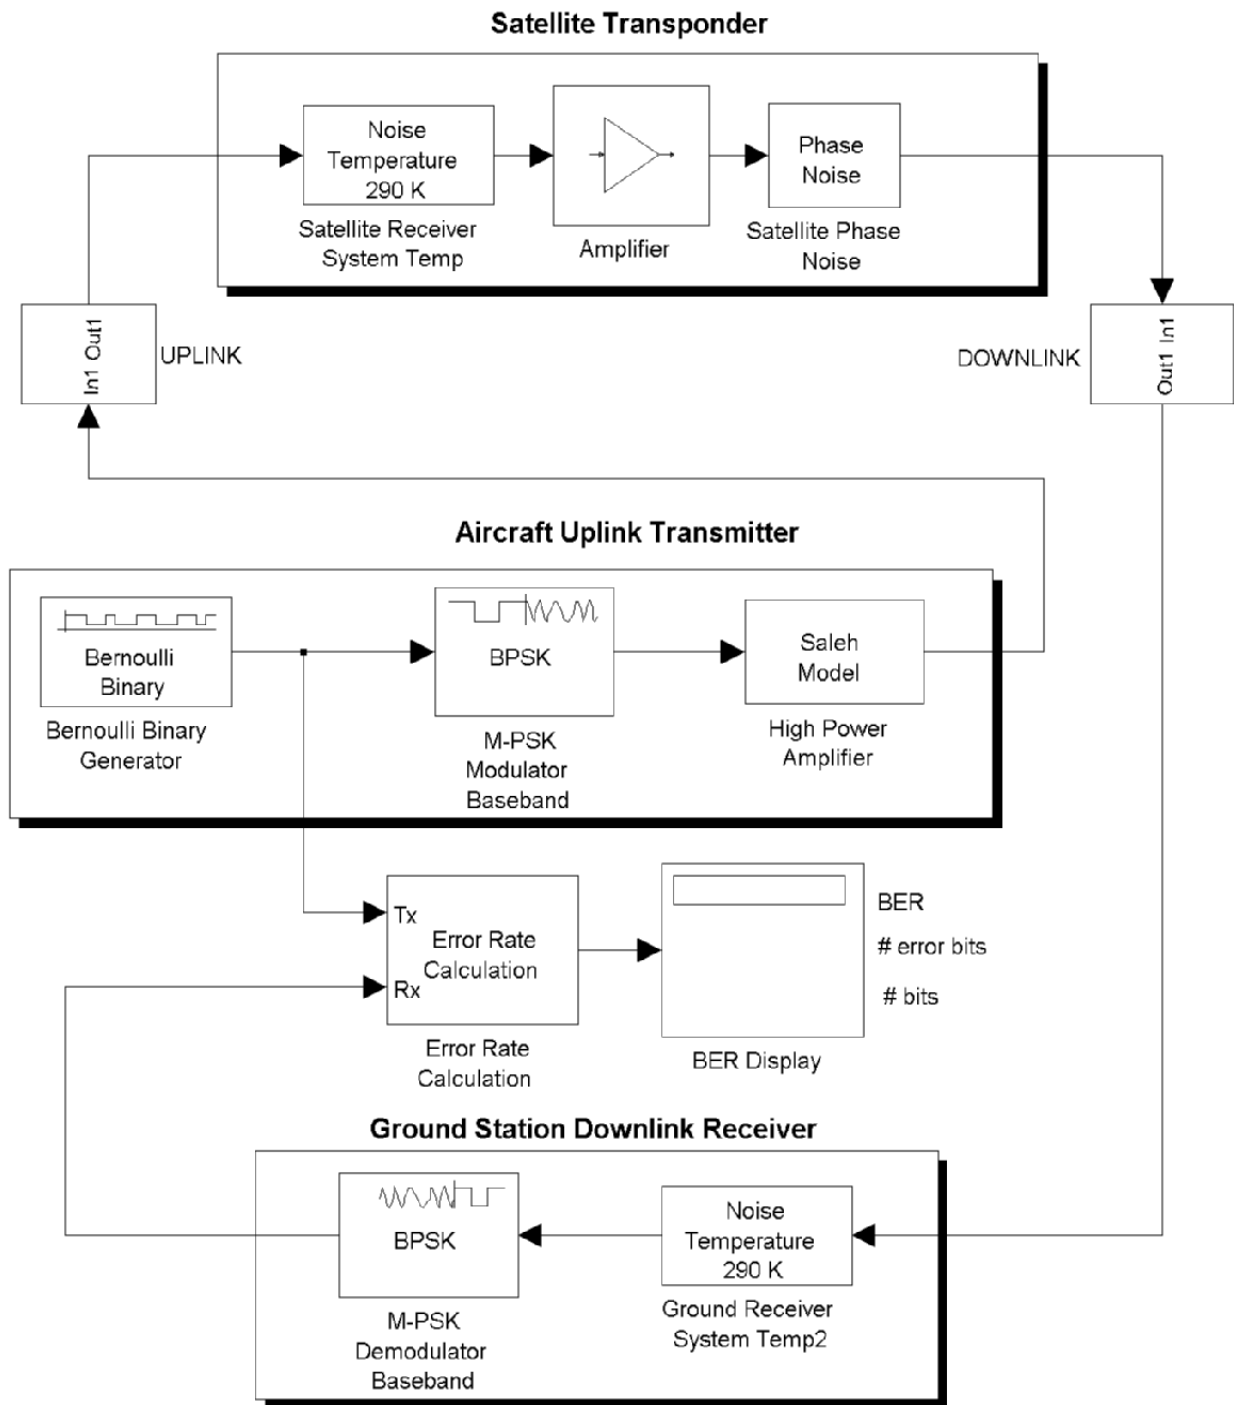 Satellite Transponder
Noise
Temperature
290 K
Satellite Receiver
System Temp
Amplifier
Phase
Noise
Satellite Phase
Noise
In1 Out1
UPLINK
DOWNLINK
Out1 In1
Aircraft Uplink Transmitter
Bernoulli
Binary
Bernoulli Binary
Generator
BPSK
M-PSK
Modulator
Baseband
Saleh
Model
High Power
Amplifier
Tx
Rx
Error Rate
Calculation
Error Rate
Calculation
BER
# error bits
# bits
BER Display
Ground Station Downlink Receiver
BPSK
M-PSK
Demodulator
Baseband
Noise
Temperature
290 K
Ground Receiver
System Temp2